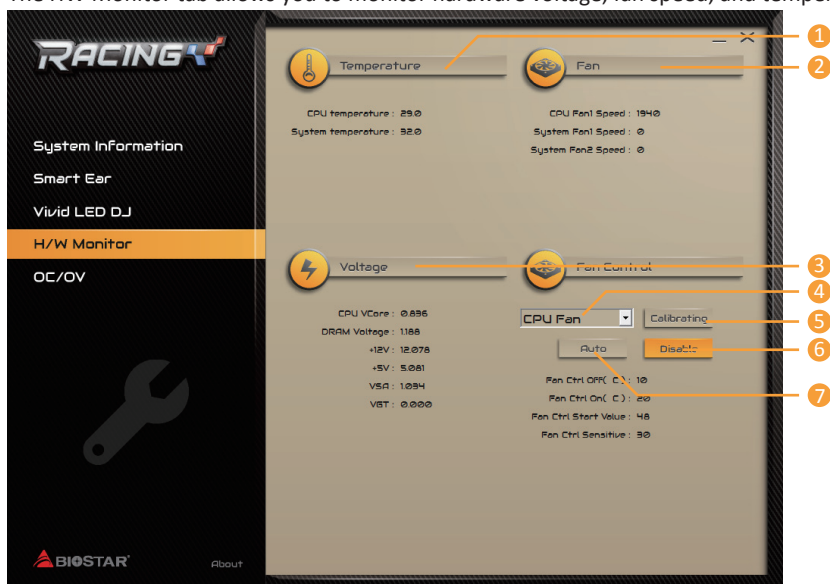 The H/W Monitor tab allows you to monitor hardware voltage, fan speed, and temper
RACING
System Information
Smart Ear
Vivid LED DJ
H/W Monitor
OC/OV
BIOSTAR
About
Temperature
CPU temperature : 29.0
System temperature : 32.0
Fan
CPU Fan1 Speed : 1940
System Fan1 Speed : 0
System Fan2 Speed : 0
Voltage
CPU VCore : 0.896
DRAM Voltage : 1.188
+12V : 12.078
+5V : 5.081
VSA : 1.094
VGT : 0.000
Fan Control
CPU Fan
Calibrating
Auto
Disable
Fan Ctrl OFF( C ) : 10
Fan Ctrl On( C ) : 20
Fan Ctrl Start Value : 48
Fan Ctrl Sensitive : 30
1
2
3
4
5
6
7